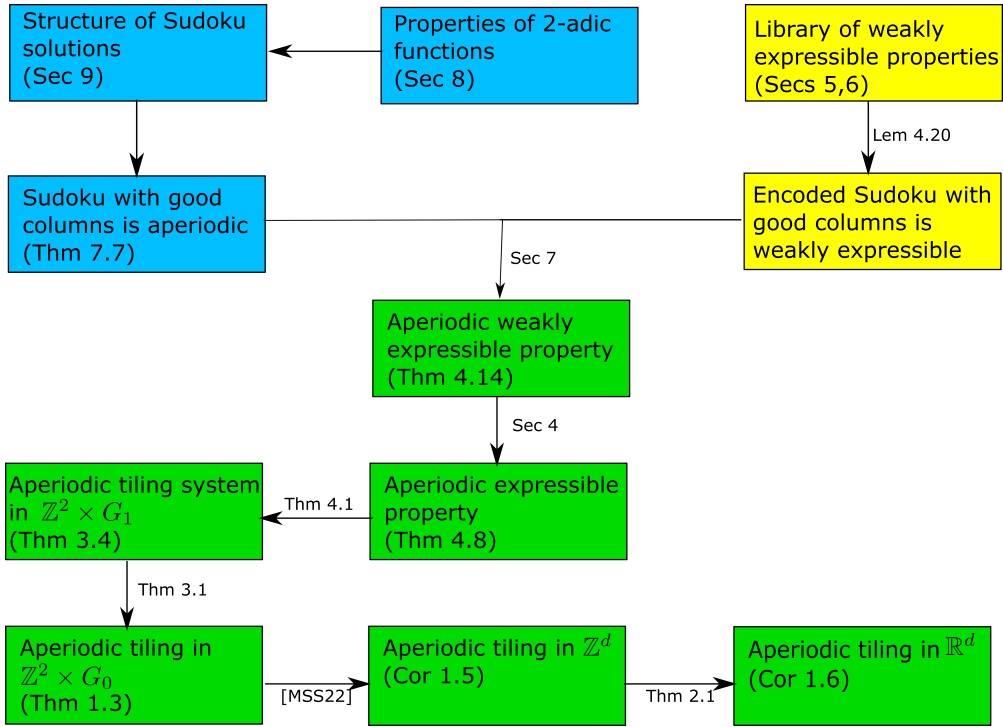 Structure of Sudoku
solutions
(Sec 9)
Properties of 2-adic
functions
(Sec 8)
Library of weakly
expressible properties
(Secs 5,6)
Lem 4.20
Sudoku with good
columns is aperiodic
(Thm 7.7)
Encoded Sudoku with
good columns is
weakly expressible
Sec 7
Aperiodic weakly
expressible property
(Thm 4.14)
Sec 4
Aperiodic tiling system
in ℤ² × G₁
(Thm 3.4)
Thm 4.1
Aperiodic expressible
property
(Thm 4.8)
Thm 3.1
Aperiodic tiling in
ℤ² × G₀
(Thm 1.3)
[MSS22]
Aperiodic tiling in ℤᵈ
(Cor 1.5)
Thm 2.1
Aperiodic tiling in ℝᵈ
(Cor 1.6)